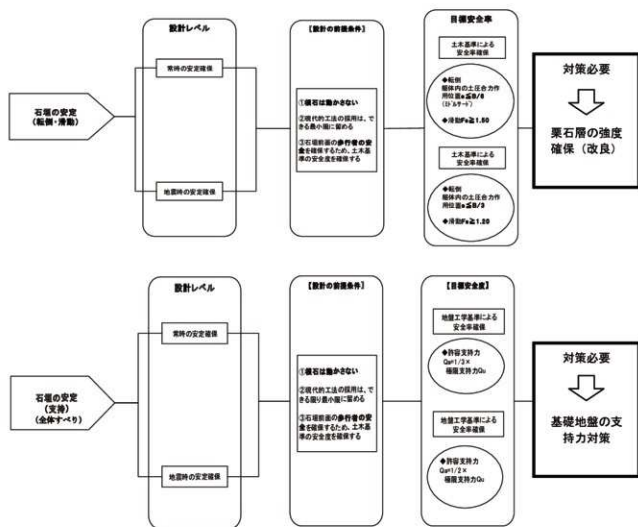 設計レベル
常時の安定確保
石垣の安定
(転倒・滑動)
地震時の安定確保
【設計の前提条件】
①積石は動かさない
②現代的工法の採用は、で
きる限り最小限に留める
③石垣前面の歩行者の安
全を確保するため、土木基
準の安全度を確保する
目標安全率
土木基準による
安全率確保
◆転倒
躯体内の土圧合力作
用位置e≦B/6
(ミドルサード)
◆滑動Fs≧1.50
土木基準による
安全率確保
◆転倒
躯体内の土圧合力作
用位置e≦B/3
◆滑動Fs≧1.20
対策必要
栗石層の強度
確保（改良）
設計レベル
常時の安定確保
石垣の安定
(支持)
(全体すべり)
地震時の安定確保
【設計の前提条件】
①積石は動かさない
②現代的工法の採用は、で
きる限り最小限に留める
③石垣前面の歩行者の安
全を確保するため、土木基
準の安全度を確保する
【目標安全度】
地盤工学基準による
安全率確保
◆許容支持力
Qa=1/3×
極限支持力Qu
地盤工学基準による
安全率確保
◆許容支持力
Qa=1/2×
極限支持力Qu
対策必要
基礎地盤の支
持力対策